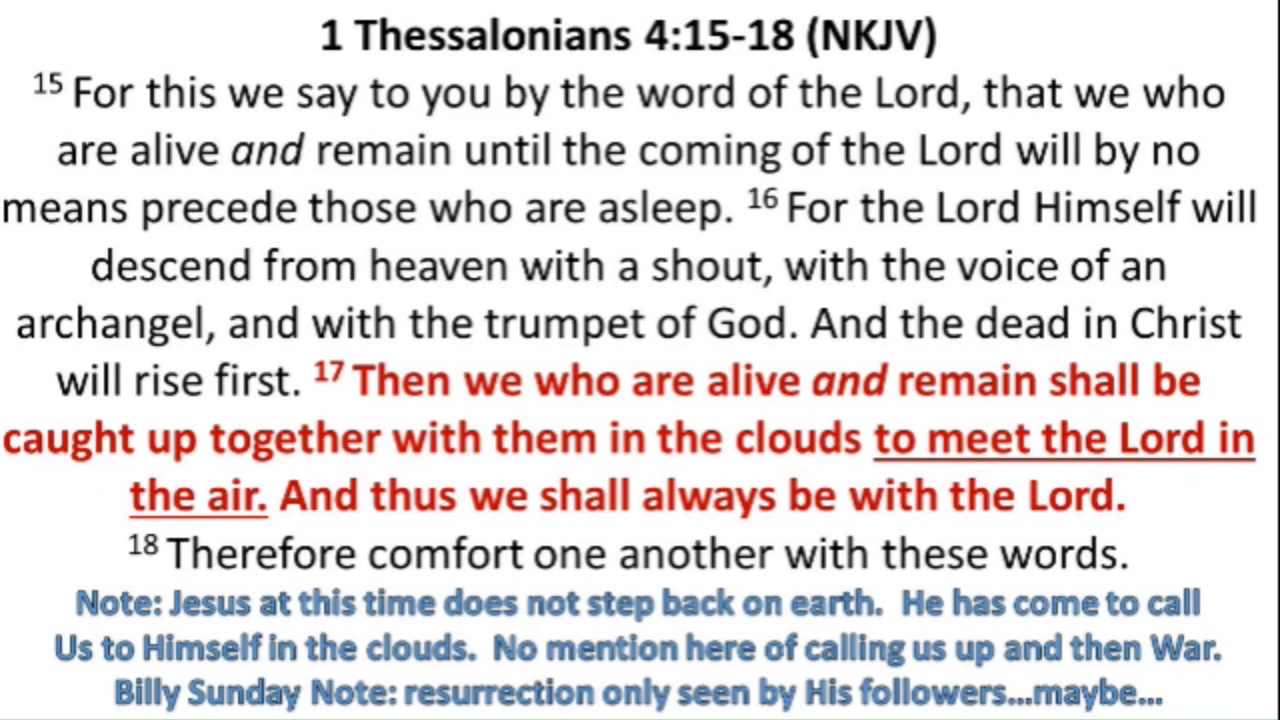 1 Thessalonians 4:15-18 (NKJV)
15 For this we say to you by the word of the Lord, that we who
are alive and remain until the coming of the Lord will by no
means precede those who are asleep. 16 For the Lord Himself will
descend from heaven with a shout, with the voice of an
archangel, and with the trumpet of God. And the dead in Christ
will rise first. 17 Then we who are alive and remain shall be
caught up together with them in the clouds to meet the Lord in
the air. And thus we shall always be with the Lord.
18 Therefore comfort one another with these words.
Note: Jesus at this time does not step back on earth. He has come to call
Us to Himself in the clouds. No mention here of calling us up and then War.
Billy Sunday Note: resurrection only seen by His followers...maybe...